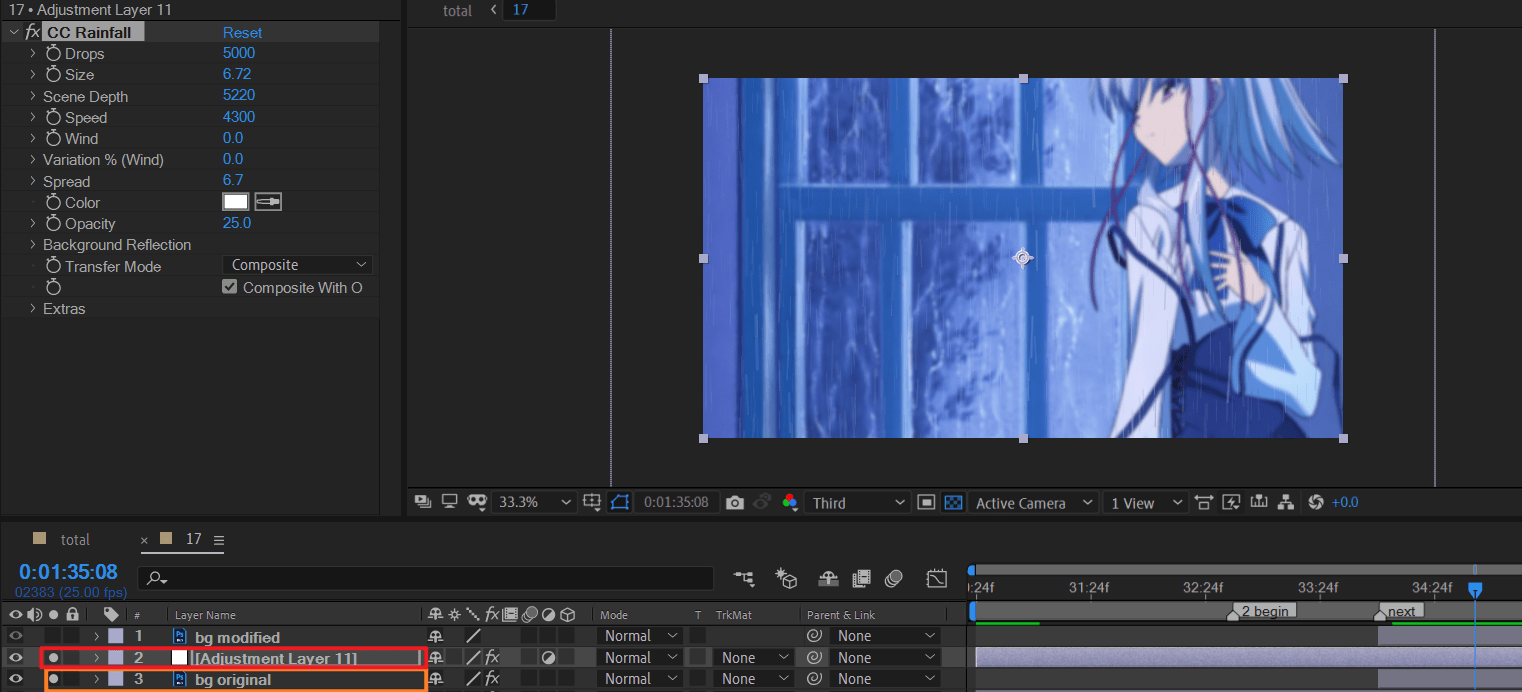 17 • Adjustment Layer 11
fx CC Rainfall Reset
Drops 5000
Size 6.72
Scene Depth 5220
Speed 4300
Wind 0.0
Variation % (Wind) 0.0
Spread 6.7
Color
Opacity 25.0
Background Reflection
Transfer Mode Composite
Composite With O
Extras
total 17
33.3% 0:01:35:08 Third Active Camera 1 View +0.0
total × 17
0:01:35:08
02383 (25.00 fps)
:24f 31:24f 32:24f 33:24f 34:24f
# Layer Name fx Mode T TrkMat Parent & Link
2 begin next
1 Ps bg modified Normal None
2 [Adjustment Layer 11] fx Normal None None
3 Ps bg original fx Normal None None